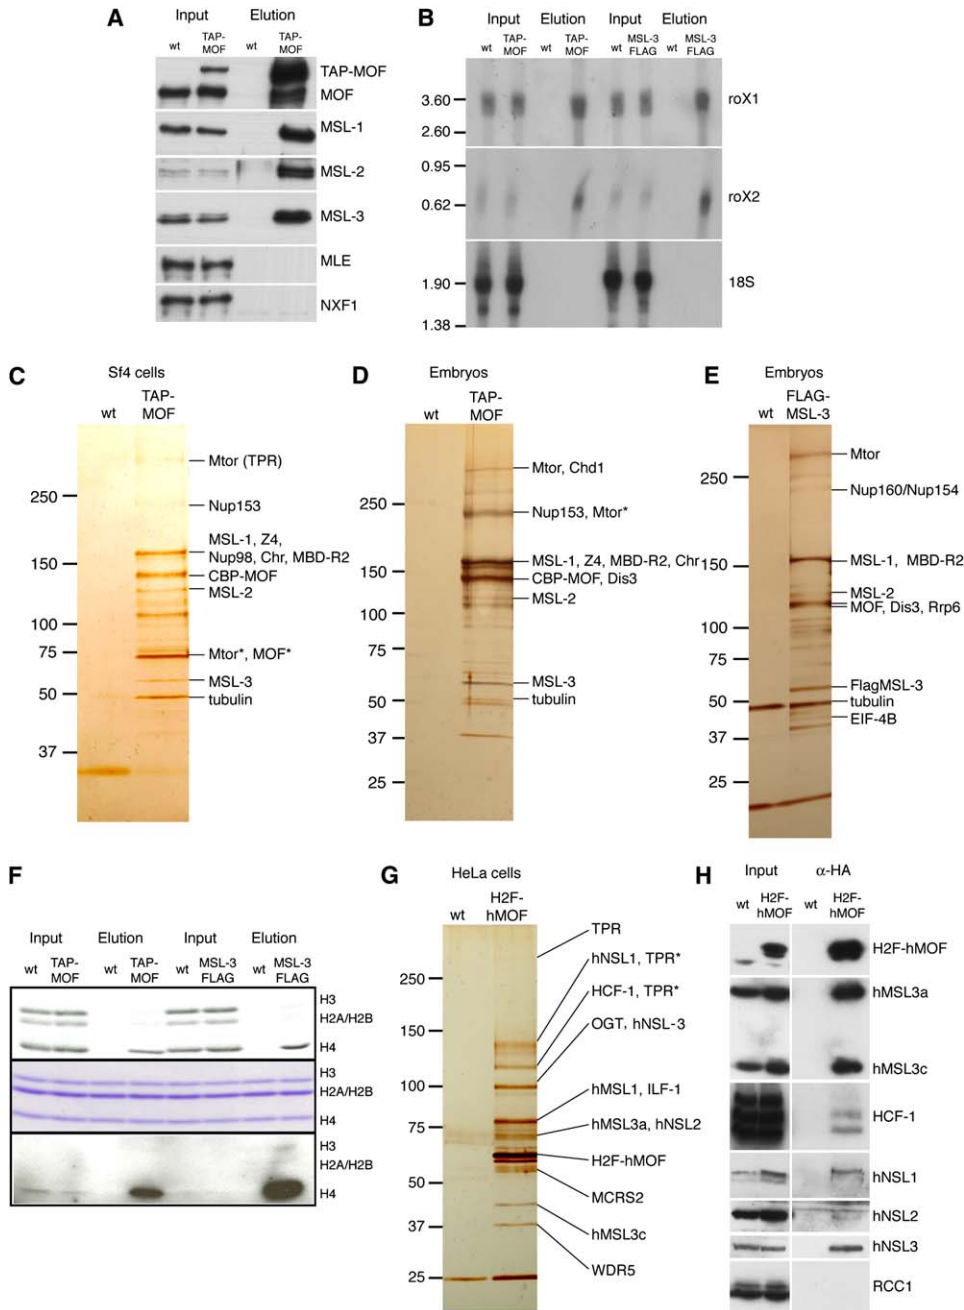 A
Input Elution
wt TAP-MOF wt TAP-MOF
TAP-MOF
MOF
MSL-1
MSL-2
MSL-3
MLE
NXF1
B
Input Elution Input Elution
wt TAP-MOF wt TAP-MOF wt MSL-3 FLAG wt MSL-3 FLAG
3.60
2.60
roX1
0.95
0.62
roX2
1.90
1.38
18S
C
Sf4 cells
wt TAP-MOF
250
150
100
75
50
37
Mtor (TPR)
Nup153
MSL-1, Z4,
Nup98, Chr, MBD-R2
CBP-MOF
MSL-2
Mtor*, MOF*
MSL-3
tubulin
D
Embryos
wt TAP-MOF
250
150
100
75
50
37
25
Mtor, Chd1
Nup153, Mtor*
MSL-1, Z4, MBD-R2, Chr
CBP-MOF, Dis3
MSL-2
MSL-3
tubulin
E
Embryos
wt FLAG-MSL-3
250
150
100
75
50
37
25
Mtor
Nup160/Nup154
MSL-1, MBD-R2
MSL-2
MOF, Dis3, Rrp6
FlagMSL-3
tubulin
EIF-4B
F
Input Elution Input Elution
wt TAP-MOF wt TAP-MOF wt MSL-3 FLAG wt MSL-3 FLAG
H3
H2A/H2B
H4
H3
H2A/H2B
H4
H3
H2A/H2B
H4
G
HeLa cells
wt H2F-hMOF
250
150
100
75
50
37
25
TPR
hNSL1, TPR*
HCF-1, TPR*
OGT, hNSL-3
hMSL1, ILF-1
hMSL3a, hNSL2
H2F-hMOF
MCRS2
hMSL3c
WDR5
H
Input α-HA
wt H2F-hMOF wt H2F-hMOF
H2F-hMOF
hMSL3a
hMSL3c
HCF-1
hNSL1
hNSL2
hNSL3
RCC1